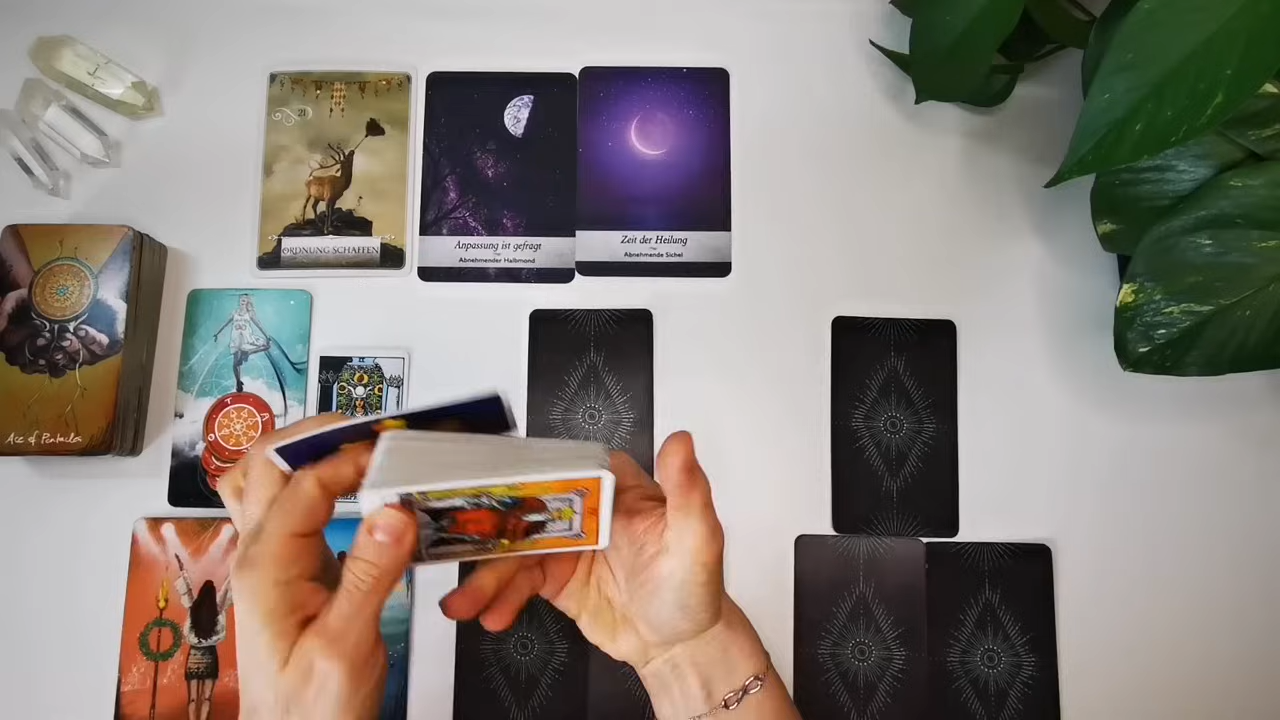 21
ORDNUNG SCHAFFEN
Anpassung ist gefragt
Abnehmender Halbmond
Zeit der Heilung
Abnehmende Sichel
Ace of Pentacles